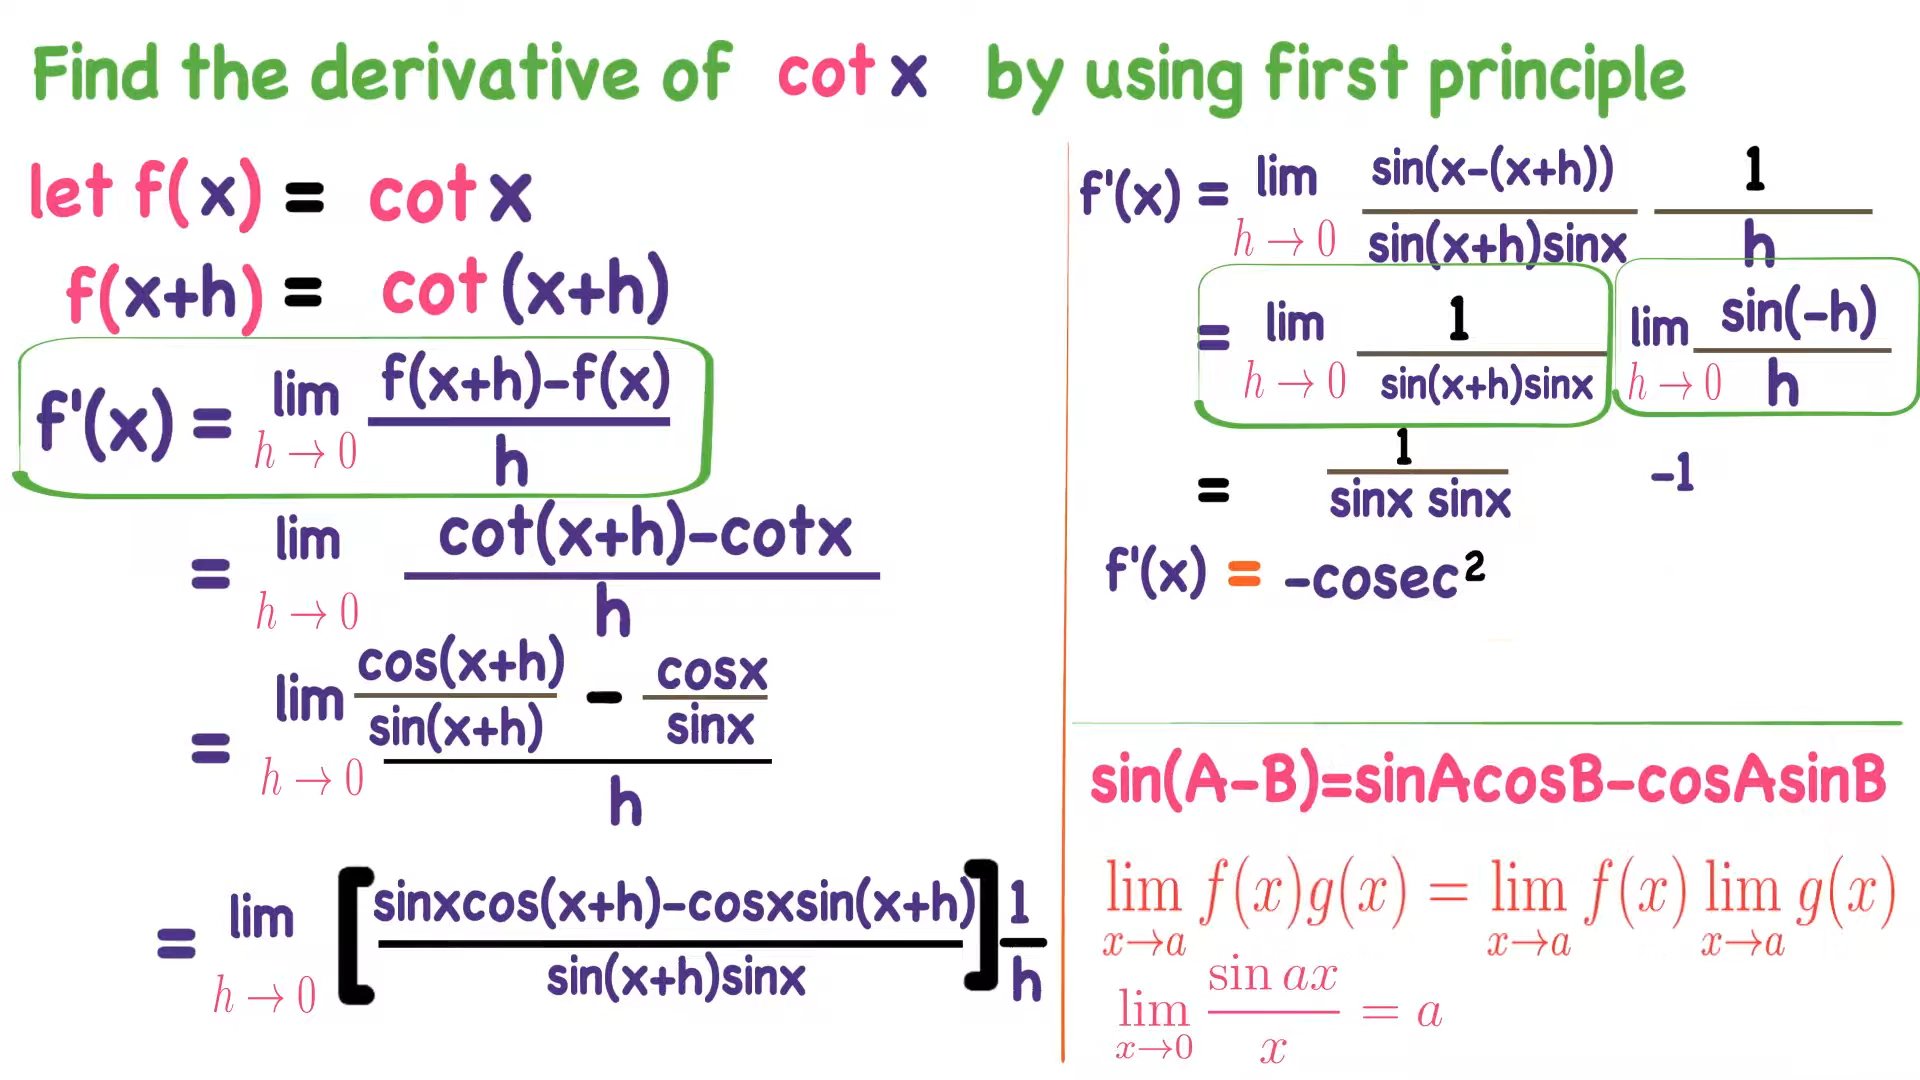 Find the derivative of cot x by using first principle
let f(x) = cot x
f(x+h) = cot (x+h)
f'(x) = lim h→0 f(x+h)-f(x) / h
= lim h→0 cot(x+h)-cotx / h
= lim h→0 cos(x+h) / sin(x+h) - cosx / sinx / h
= lim h→0 [ sinxcos(x+h)-cosxsin(x+h) / sin(x+h)sinx ] 1 / h
f'(x) = lim h→0 sin(x-(x+h)) / sin(x+h)sinx 1 / h
= lim h→0 1 / sin(x+h)sinx lim h→0 sin(-h) / h
= 1 / sinx sinx -1
f'(x) = -cosec²
sin(A-B)=sinAcosB-cosAsinB
lim x→a f(x)g(x) = lim x→a f(x) lim x→a g(x)
lim x→0 sin ax / x = a